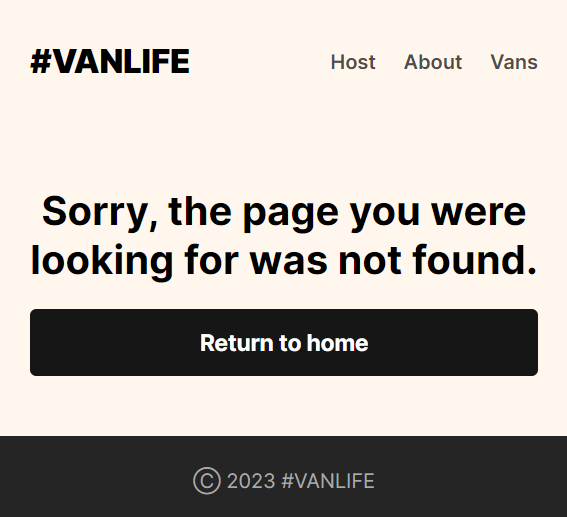 #VANLIFE
Host About Vans
Sorry, the page you were
looking for was not found.
Return to home
Ⓒ 2023 #VANLIFE